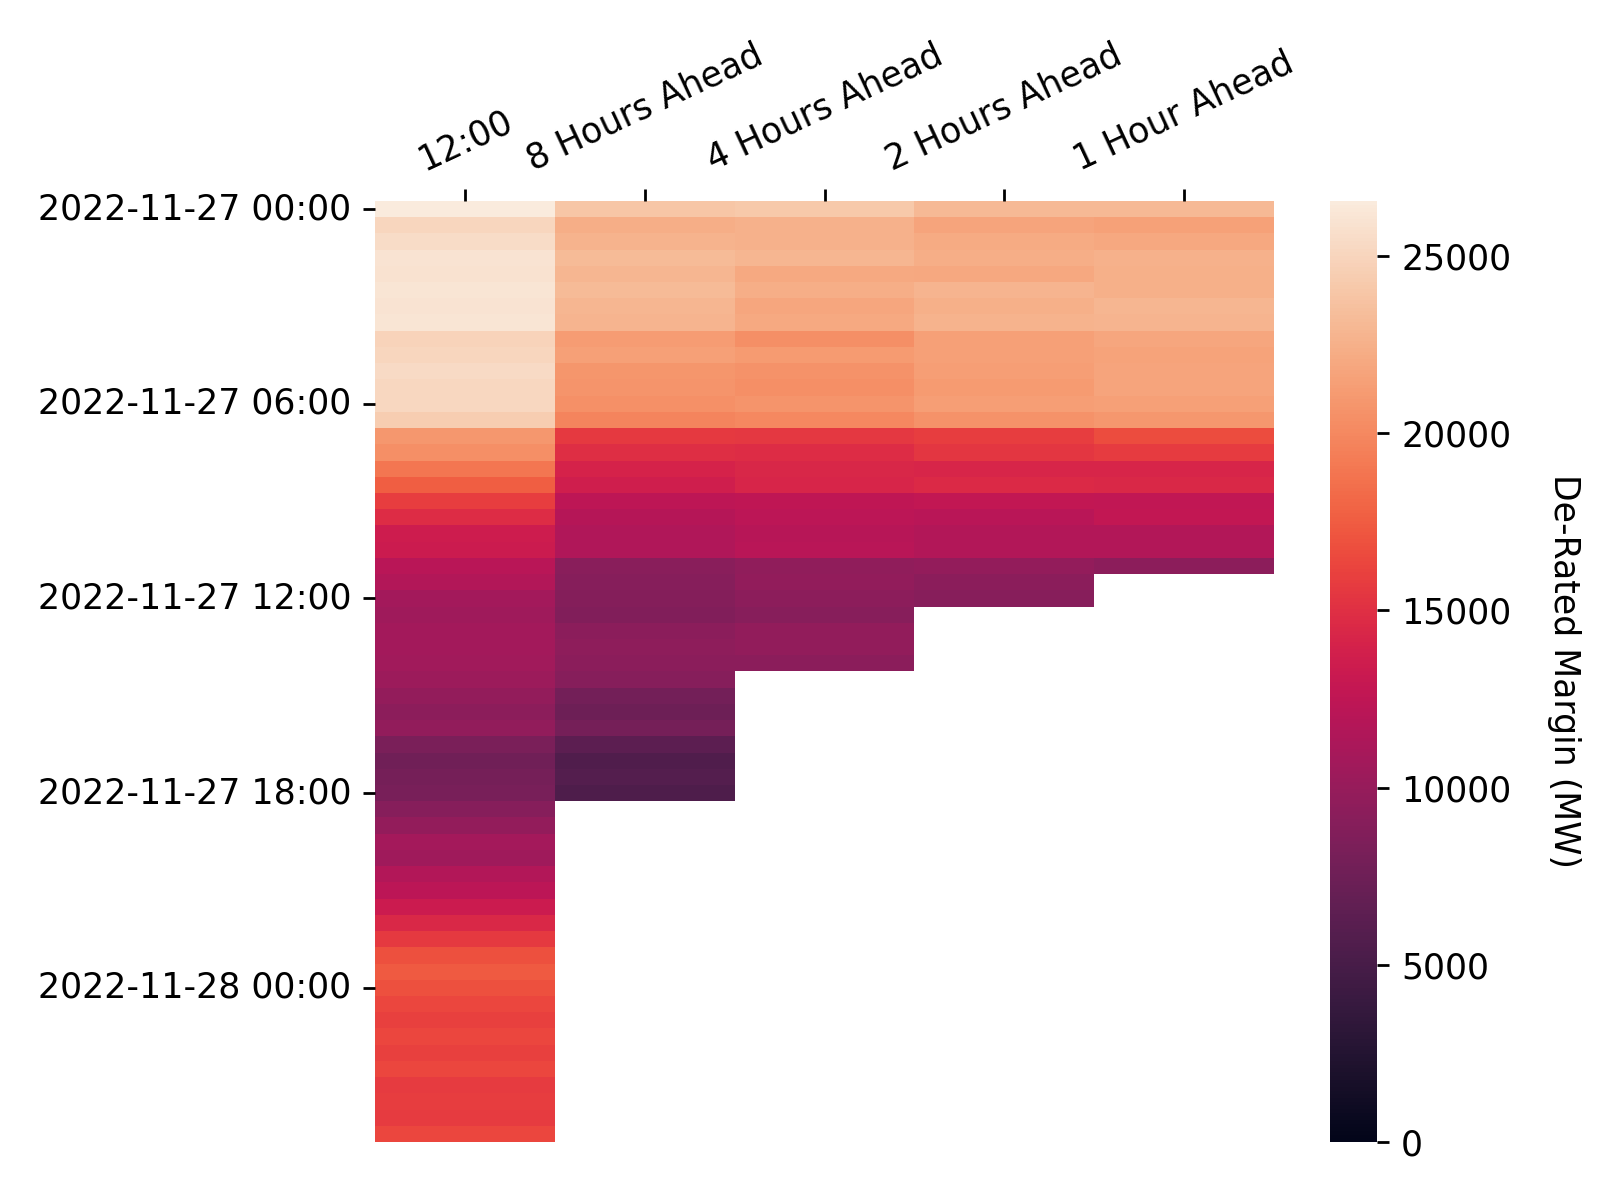 12:00
8 Hours Ahead
4 Hours Ahead
2 Hours Ahead
1 Hour Ahead
2022-11-27 00:00
2022-11-27 06:00
2022-11-27 12:00
2022-11-27 18:00
2022-11-28 00:00
25000
20000
15000
10000
5000
0
De-Rated Margin (MW)